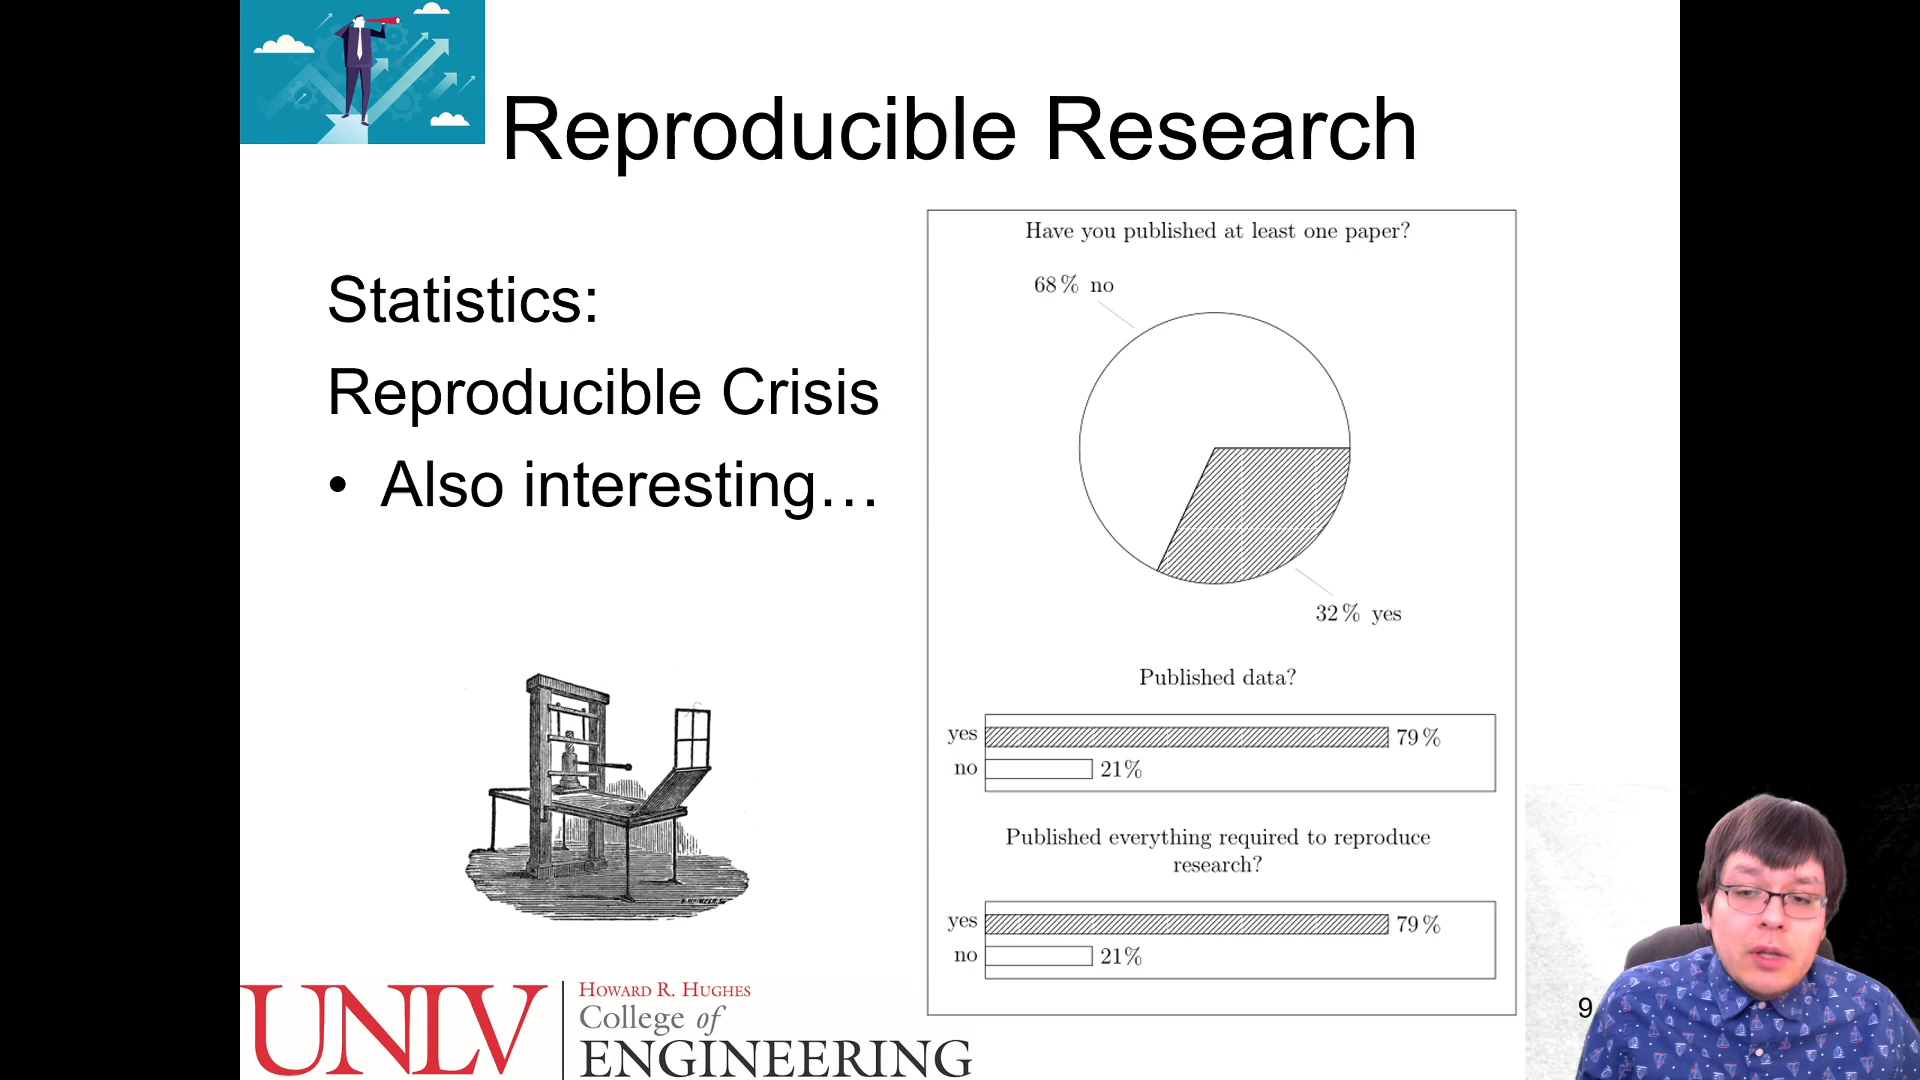 Reproducible Research
Statistics:
Reproducible Crisis
• Also interesting…
Have you published at least one paper?
68% no
32% yes
Published data?
yes 79%
no 21%
Published everything required to reproduce
research?
yes 79%
no 21%
UNLV
HOWARD R. HUGHES
College of
ENGINEERING
9